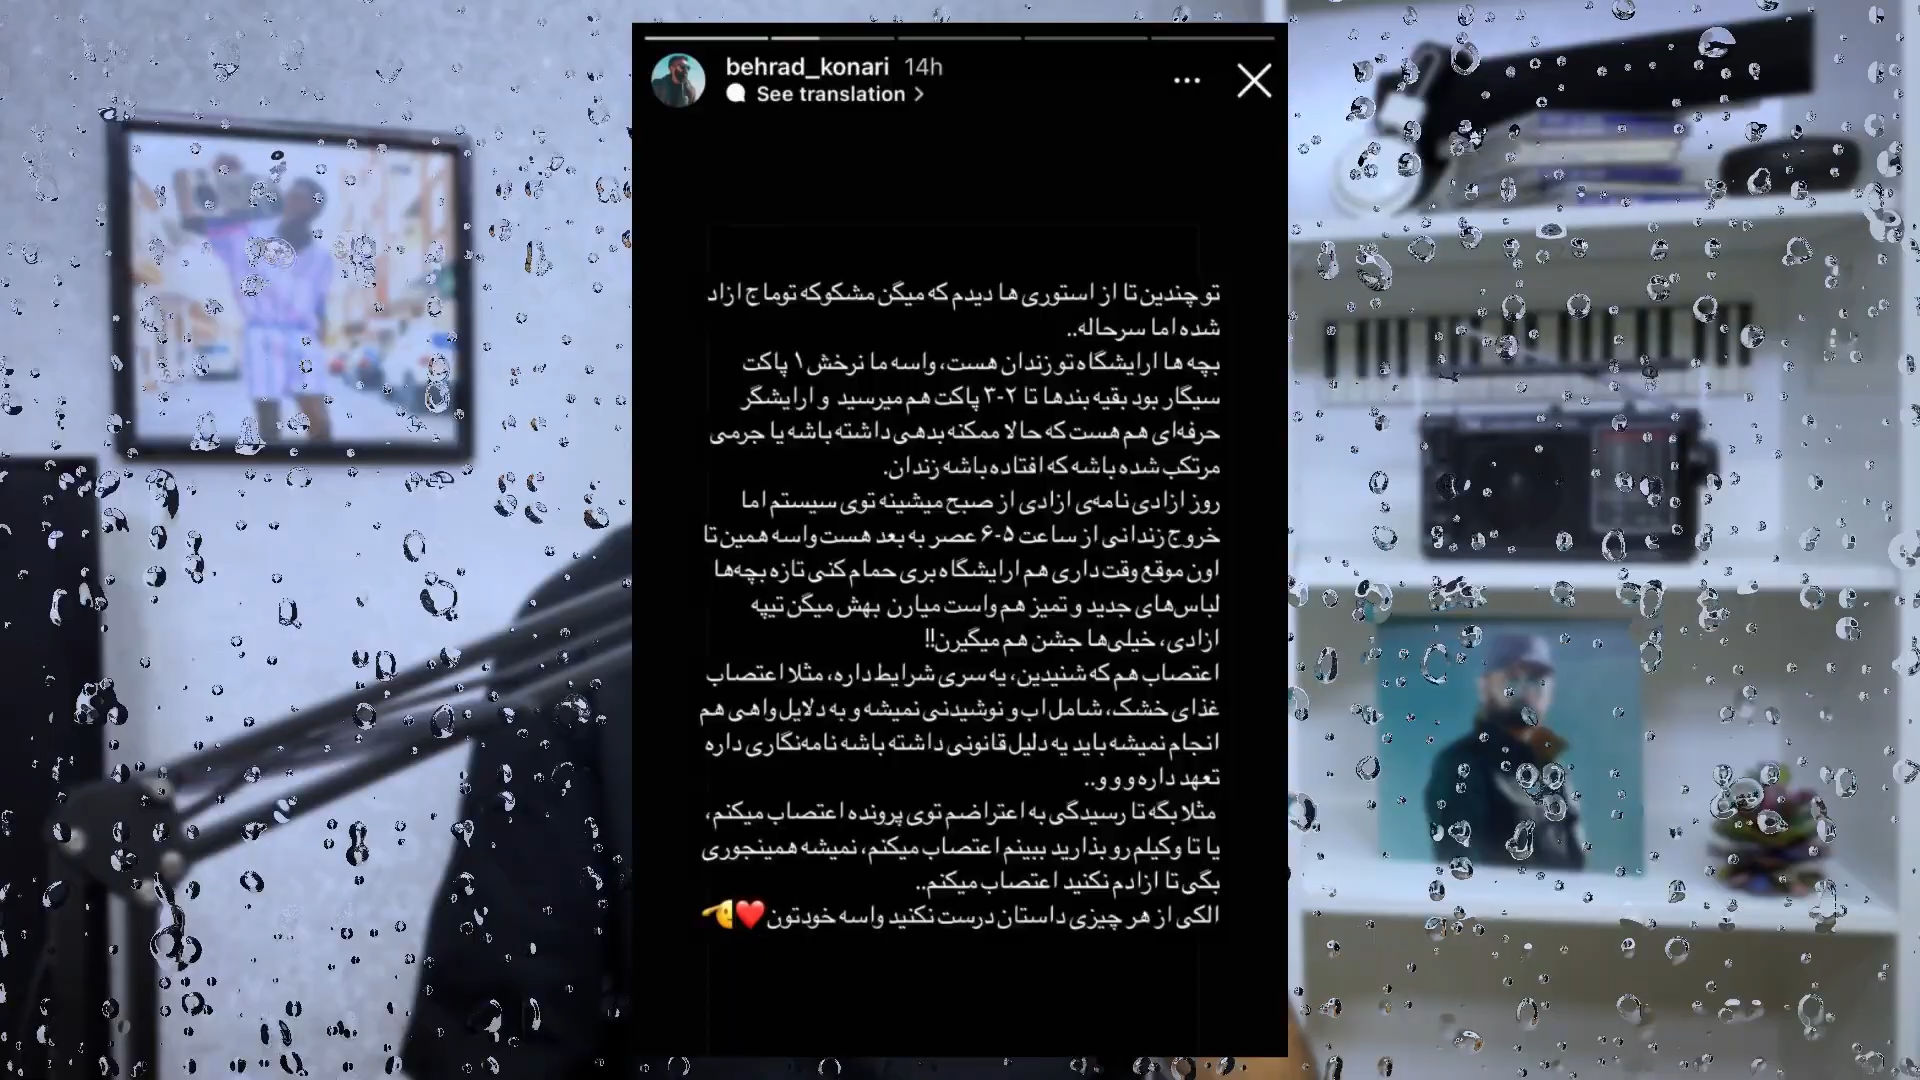 behrad_konari 14h
See translation >
تو چندین تا از استوری ها دیدم که میگن مشکوکه توماج ازاد
شده اما سرحاله..
بچه ها ارایشگاه تو زندان هست، واسه ما نرخش ۱ پاکت
سیگار بود بقیه بندها تا ۲-۳ پاکت هم میرسید و ارایشگر
حرفه‌ای هم هست که حالا ممکنه بدهی داشته باشه یا جرمی
مرتکب شده باشه که افتاده باشه زندان.
روز ازادی نامه‌ی ازادی از صبح میشینه توی سیستم اما
خروج زندانی از ساعت ۵-۶ عصر به بعد هست واسه همین تا
اون موقع وقت داری هم ارایشگاه بری حمام کنی تازه بچه‌ها
لباس‌های جدید و تمیز هم واست میارن بهش میگن تیپه
ازادی، خیلی‌ها جشن هم میگیرن!!
اعتصاب هم که شنیدین، یه سری شرایط داره، مثلا اعتصاب
غذای خشک، شامل اب و نوشیدنی نمیشه و به دلایل واهی هم
انجام نمیشه باید یه دلیل قانونی داشته باشه نامه‌نگاری داره
تعهد داره و و و..
مثلا بگه تا رسیدگی به اعتراضم توی پرونده اعتصاب میکنم،
یا تا وکیلم رو بذارید ببینم اعتصاب میکنم، نمیشه همینجوری
بگی تا ازادم نکنید اعتصاب میکنم..
الکی از هر چیزی داستان درست نکنید واسه خودتون❤️🫡